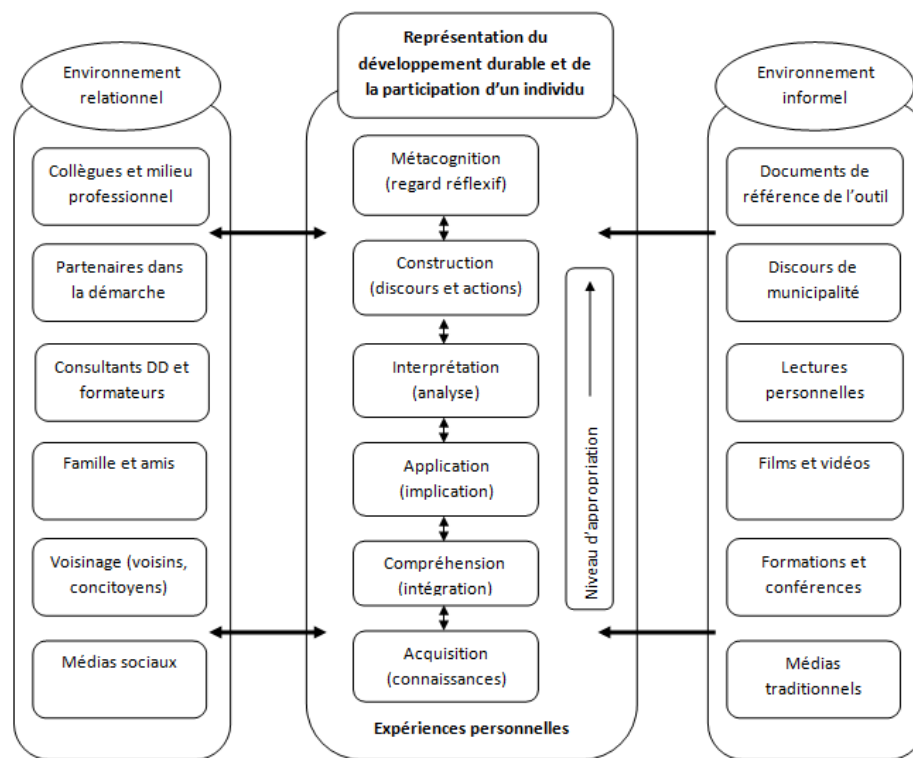 Environnement
relationnel
Collègues et milieu
professionnel
Partenaires dans
la démarche
Consultants DD et
formateurs
Famille et amis
Voisinage (voisins,
concitoyens)
Médias sociaux
Représentation du
développement durable et de
la participation d'un individu
Métacognition
(regard réflexif)
Construction
(discours et actions)
Interprétation
(analyse)
Application
(implication)
Compréhension
(intégration)
Acquisition
(connaissances)
Expériences personnelles
Niveau d'appropriation
Environnement
informel
Documents de
référence de l'outil
Discours de
municipalité
Lectures
personnelles
Films et vidéos
Formations et
conférences
Médias
traditionnels